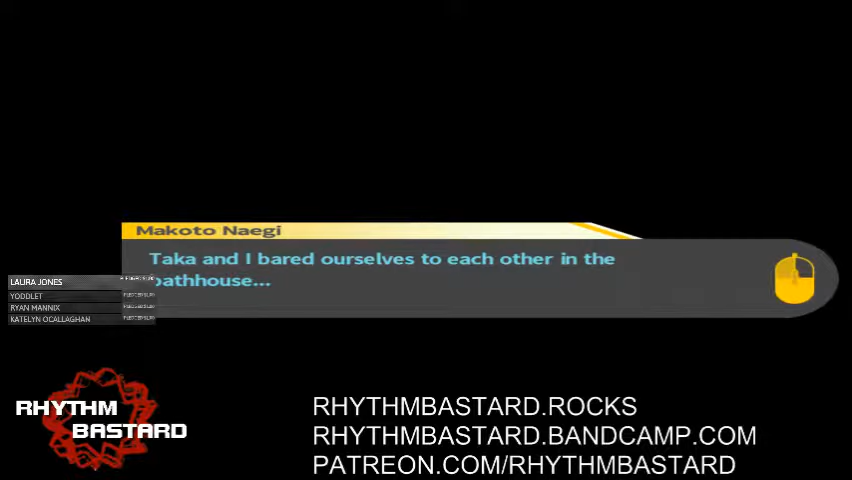 Makoto Naegi
Taka and I bared ourselves to each other in the
bathhouse...
LAURA JONES
YODDLET
RYAN MANNIX
KATELYN OCALLAGHAN
RHYTHM
BASTARD
RHYTHMBASTARD.ROCKS
RHYTHMBASTARD.BANDCAMP.COM
PATREON.COM/RHYTHMBASTARD